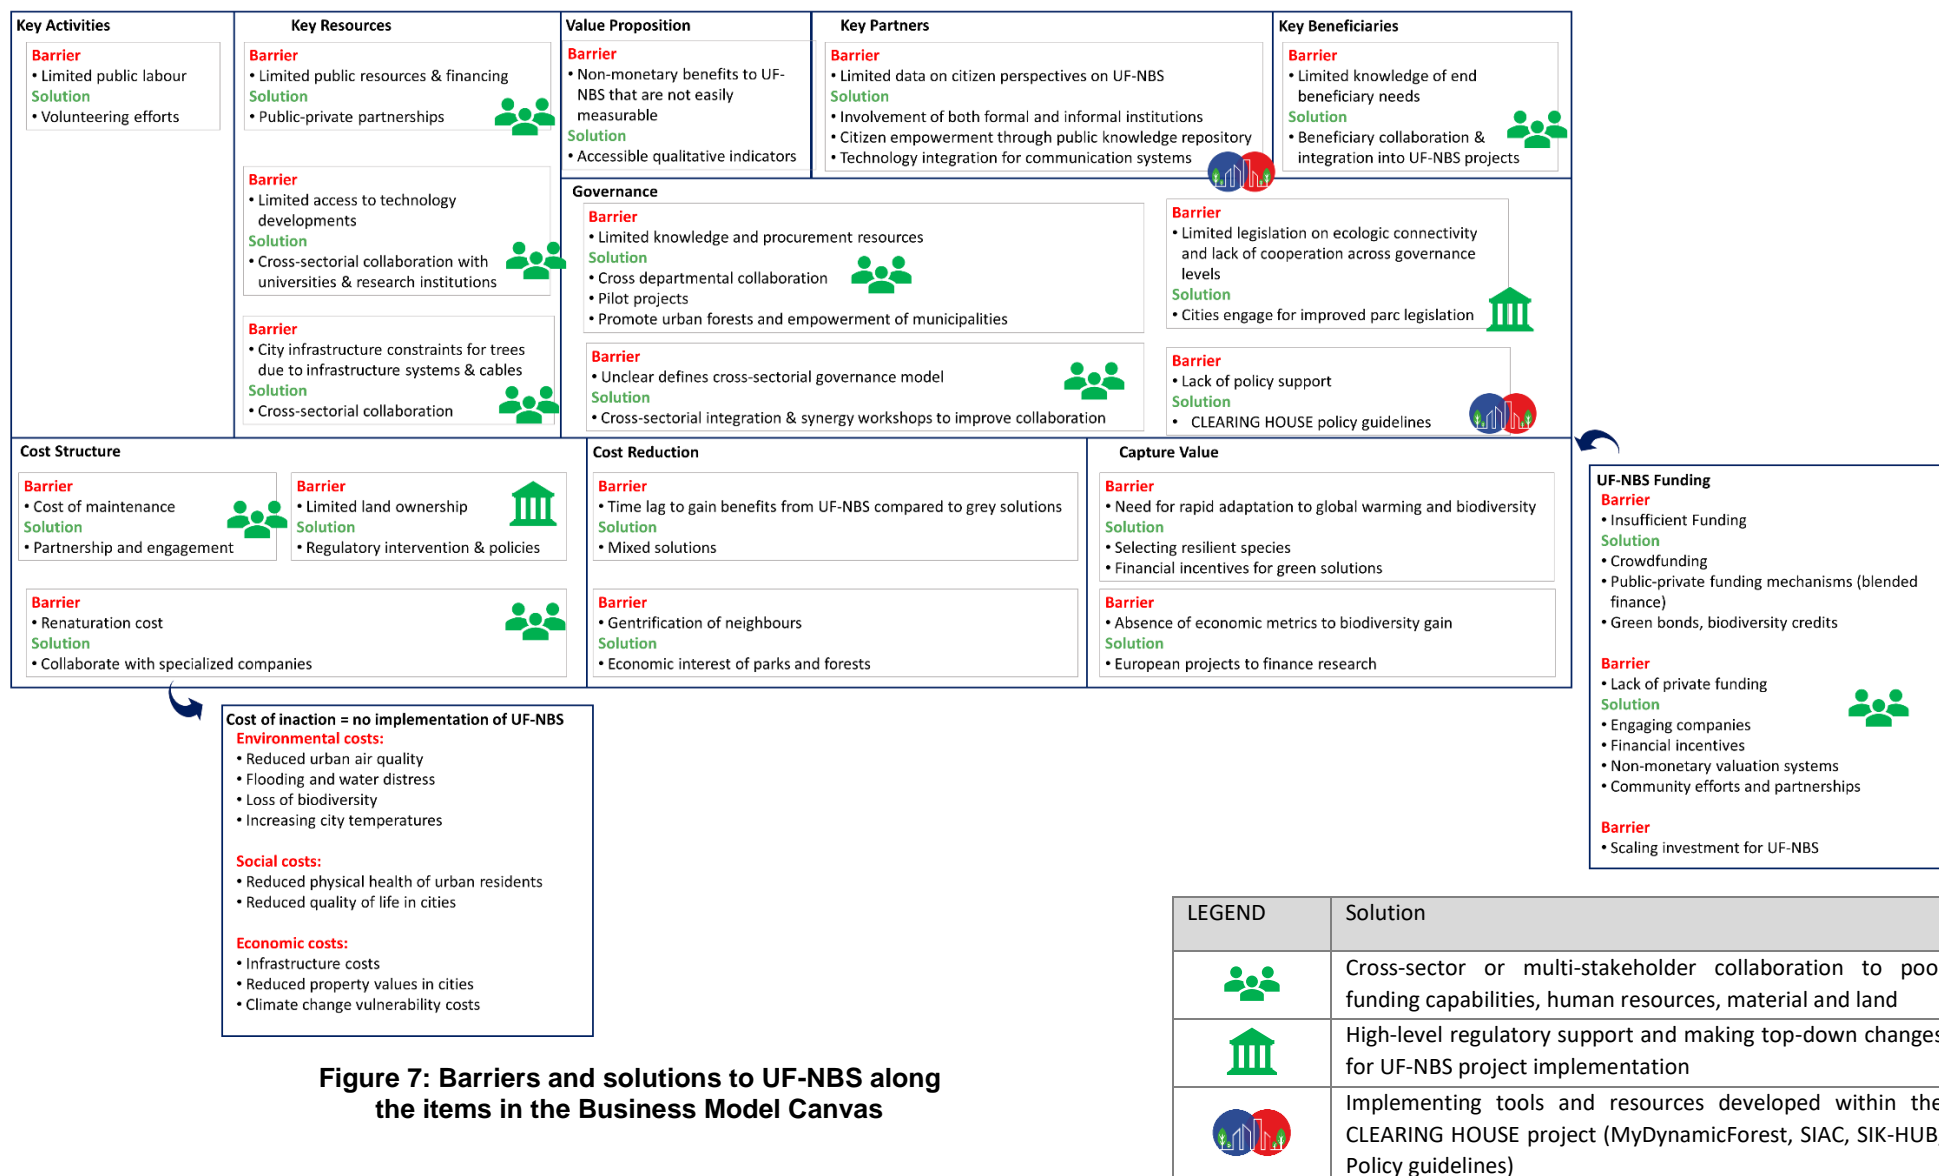 Key Activities
Barrier
• Limited public labour
Solution
• Volunteering efforts
Key Resources
Barrier
• Limited public resources & financing
Solution
• Public-private partnerships
Barrier
• Limited access to technology
developments
Solution
• Cross-sectorial collaboration with
universities & research institutions
Barrier
• City infrastructure constraints for trees
due to infrastructure systems & cables
Solution
• Cross-sectorial collaboration
Value Proposition
Barrier
• Non-monetary benefits to UF-
NBS that are not easily
measurable
Solution
• Accessible qualitative indicators
Key Partners
Barrier
• Limited data on citizen perspectives on UF-NBS
Solution
• Involvement of both formal and informal institutions
• Citizen empowerment through public knowledge repository
• Technology integration for communication systems
Key Beneficiaries
Barrier
• Limited knowledge of end
beneficiary needs
Solution
• Beneficiary collaboration &
integration into UF-NBS projects
Governance
Barrier
• Limited knowledge and procurement resources
Solution
• Cross departmental collaboration
• Pilot projects
• Promote urban forests and empowerment of municipalities
Barrier
• Unclear defines cross-sectorial governance model
Solution
• Cross-sectorial integration & synergy workshops to improve collaboration
Barrier
• Limited legislation on ecologic connectivity
and lack of cooperation across governance
levels
Solution
• Cities engage for improved parc legislation
Barrier
• Lack of policy support
Solution
• CLEARING HOUSE policy guidelines
Cost Structure
Barrier
• Cost of maintenance
Solution
• Partnership and engagement
Barrier
• Limited land ownership
Solution
• Regulatory intervention & policies
Barrier
• Renaturation cost
Solution
• Collaborate with specialized companies
Cost Reduction
Barrier
• Time lag to gain benefits from UF-NBS compared to grey solutions
Solution
• Mixed solutions
Barrier
• Gentrification of neighbours
Solution
• Economic interest of parks and forests
Capture Value
Barrier
• Need for rapid adaptation to global warming and biodiversity
Solution
• Selecting resilient species
• Financial incentives for green solutions
Barrier
• Absence of economic metrics to biodiversity gain
Solution
• European projects to finance research
UF-NBS Funding
Barrier
• Insufficient Funding
Solution
• Crowdfunding
• Public-private funding mechanisms (blended
finance)
• Green bonds, biodiversity credits
Barrier
• Lack of private funding
Solution
• Engaging companies
• Financial incentives
• Non-monetary valuation systems
• Community efforts and partnerships
Barrier
• Scaling investment for UF-NBS
Cost of inaction = no implementation of UF-NBS
Environmental costs:
• Reduced urban air quality
• Flooding and water distress
• Loss of biodiversity
• Increasing city temperatures
Social costs:
• Reduced physical health of urban residents
• Reduced quality of life in cities
Economic costs:
• Infrastructure costs
• Reduced property values in cities
• Climate change vulnerability costs
LEGEND
Solution
Cross-sector or multi-stakeholder collaboration to pool
funding capabilities, human resources, material and land
High-level regulatory support and making top-down changes
for UF-NBS project implementation
Implementing tools and resources developed within the
CLEARING HOUSE project (MyDynamicForest, SIAC, SIK-HUB,
Policy guidelines)
Figure 7: Barriers and solutions to UF-NBS along
the items in the Business Model Canvas